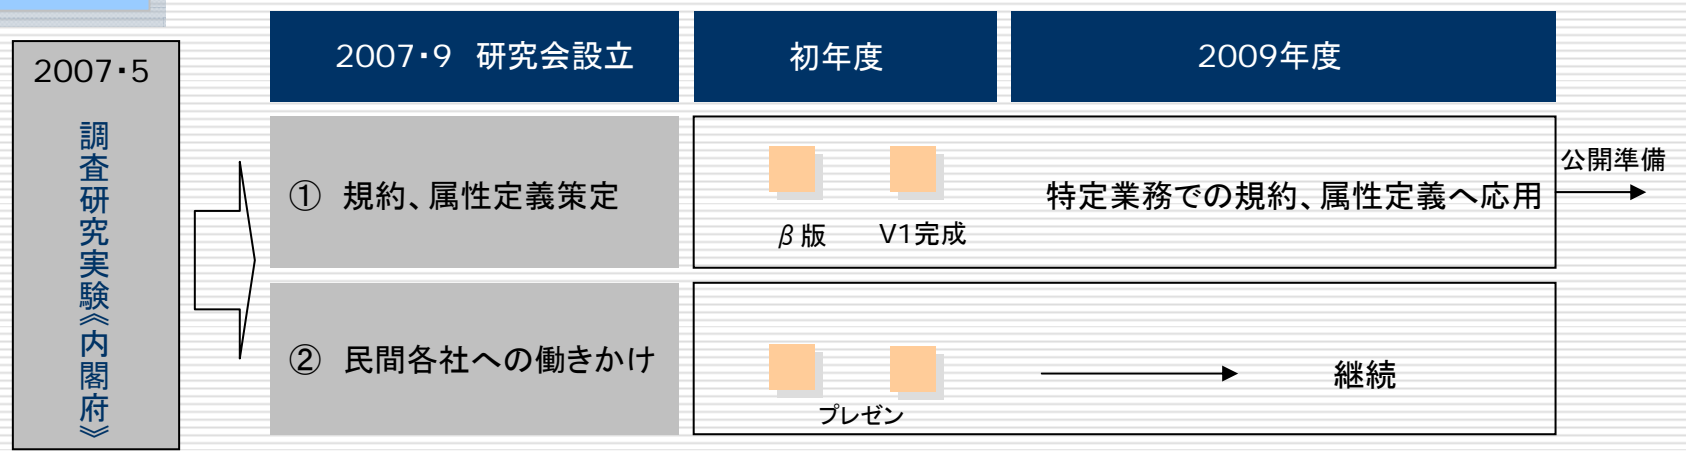 2007・5
調査研究実験《内閣府》
2007・9 研究会設立
初年度
2009年度
① 規約、属性定義策定
β版
V1完成
特定業務での規約、属性定義へ応用
公開準備
② 民間各社への働きかけ
プレゼン
継続